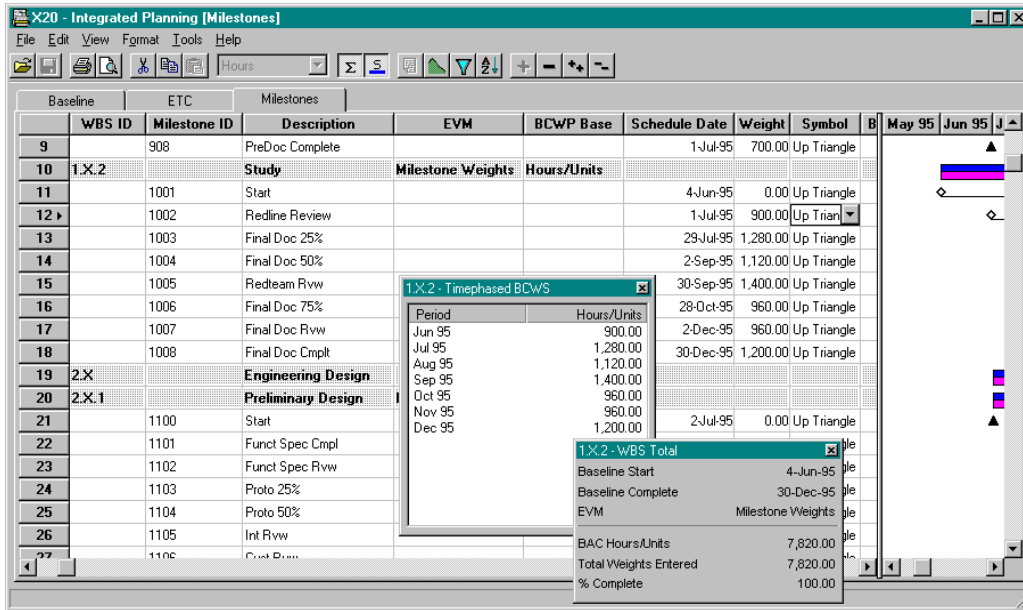 X20 - Integrated Planning [Milestones]
File Edit View Format Tools Help
Hours Σ S
Baseline ETC Milestones
WBS ID Milestone ID Description EVM BCWP Base Schedule Date Weight Symbol B May 95 Jun 95 J
9 908 PreDoc Complete 1-Jul-95 700.00 Up Triangle
10 1.X.2 Study Milestone Weights Hours/Units
11 1001 Start 4-Jun-95 0.00 Up Triangle
12 1002 Redline Review 1-Jul-95 900.00 Up Trian
13 1003 Final Doc 25% 29-Jul-95 1,280.00 Up Triangle
14 1004 Final Doc 50% 2-Sep-95 1,120.00 Up Triangle
15 1005 Redteam Rvw 30-Sep-95 1,400.00 Up Triangle
16 1006 Final Doc 75% 28-Oct-95 960.00 Up Triangle
17 1007 Final Doc Rvw 2-Dec-95 960.00 Up Triangle
18 1008 Final Doc Cmplt 30-Dec-95 1,200.00 Up Triangle
19 2.X Engineering Design
20 2.X.1 Preliminary Design
21 1100 Start 2-Jul-95 0.00 Up Triangle
22 1101 Funct Spec Cmpl
23 1102 Funct Spec Rvw
24 1103 Proto 25%
25 1104 Proto 50%
26 1105 Int Rvw
1.X.2 - Timephased BCWS
Period Hours/Units
Jun 95 900.00
Jul 95 1,280.00
Aug 95 1,120.00
Sep 95 1,400.00
Oct 95 960.00
Nov 95 960.00
Dec 95 1,200.00
1.X.2 - WBS Total
Baseline Start 4-Jun-95
Baseline Complete 30-Dec-95
EVM Milestone Weights
BAC Hours/Units 7,820.00
Total Weights Entered 7,820.00
% Complete 100.00